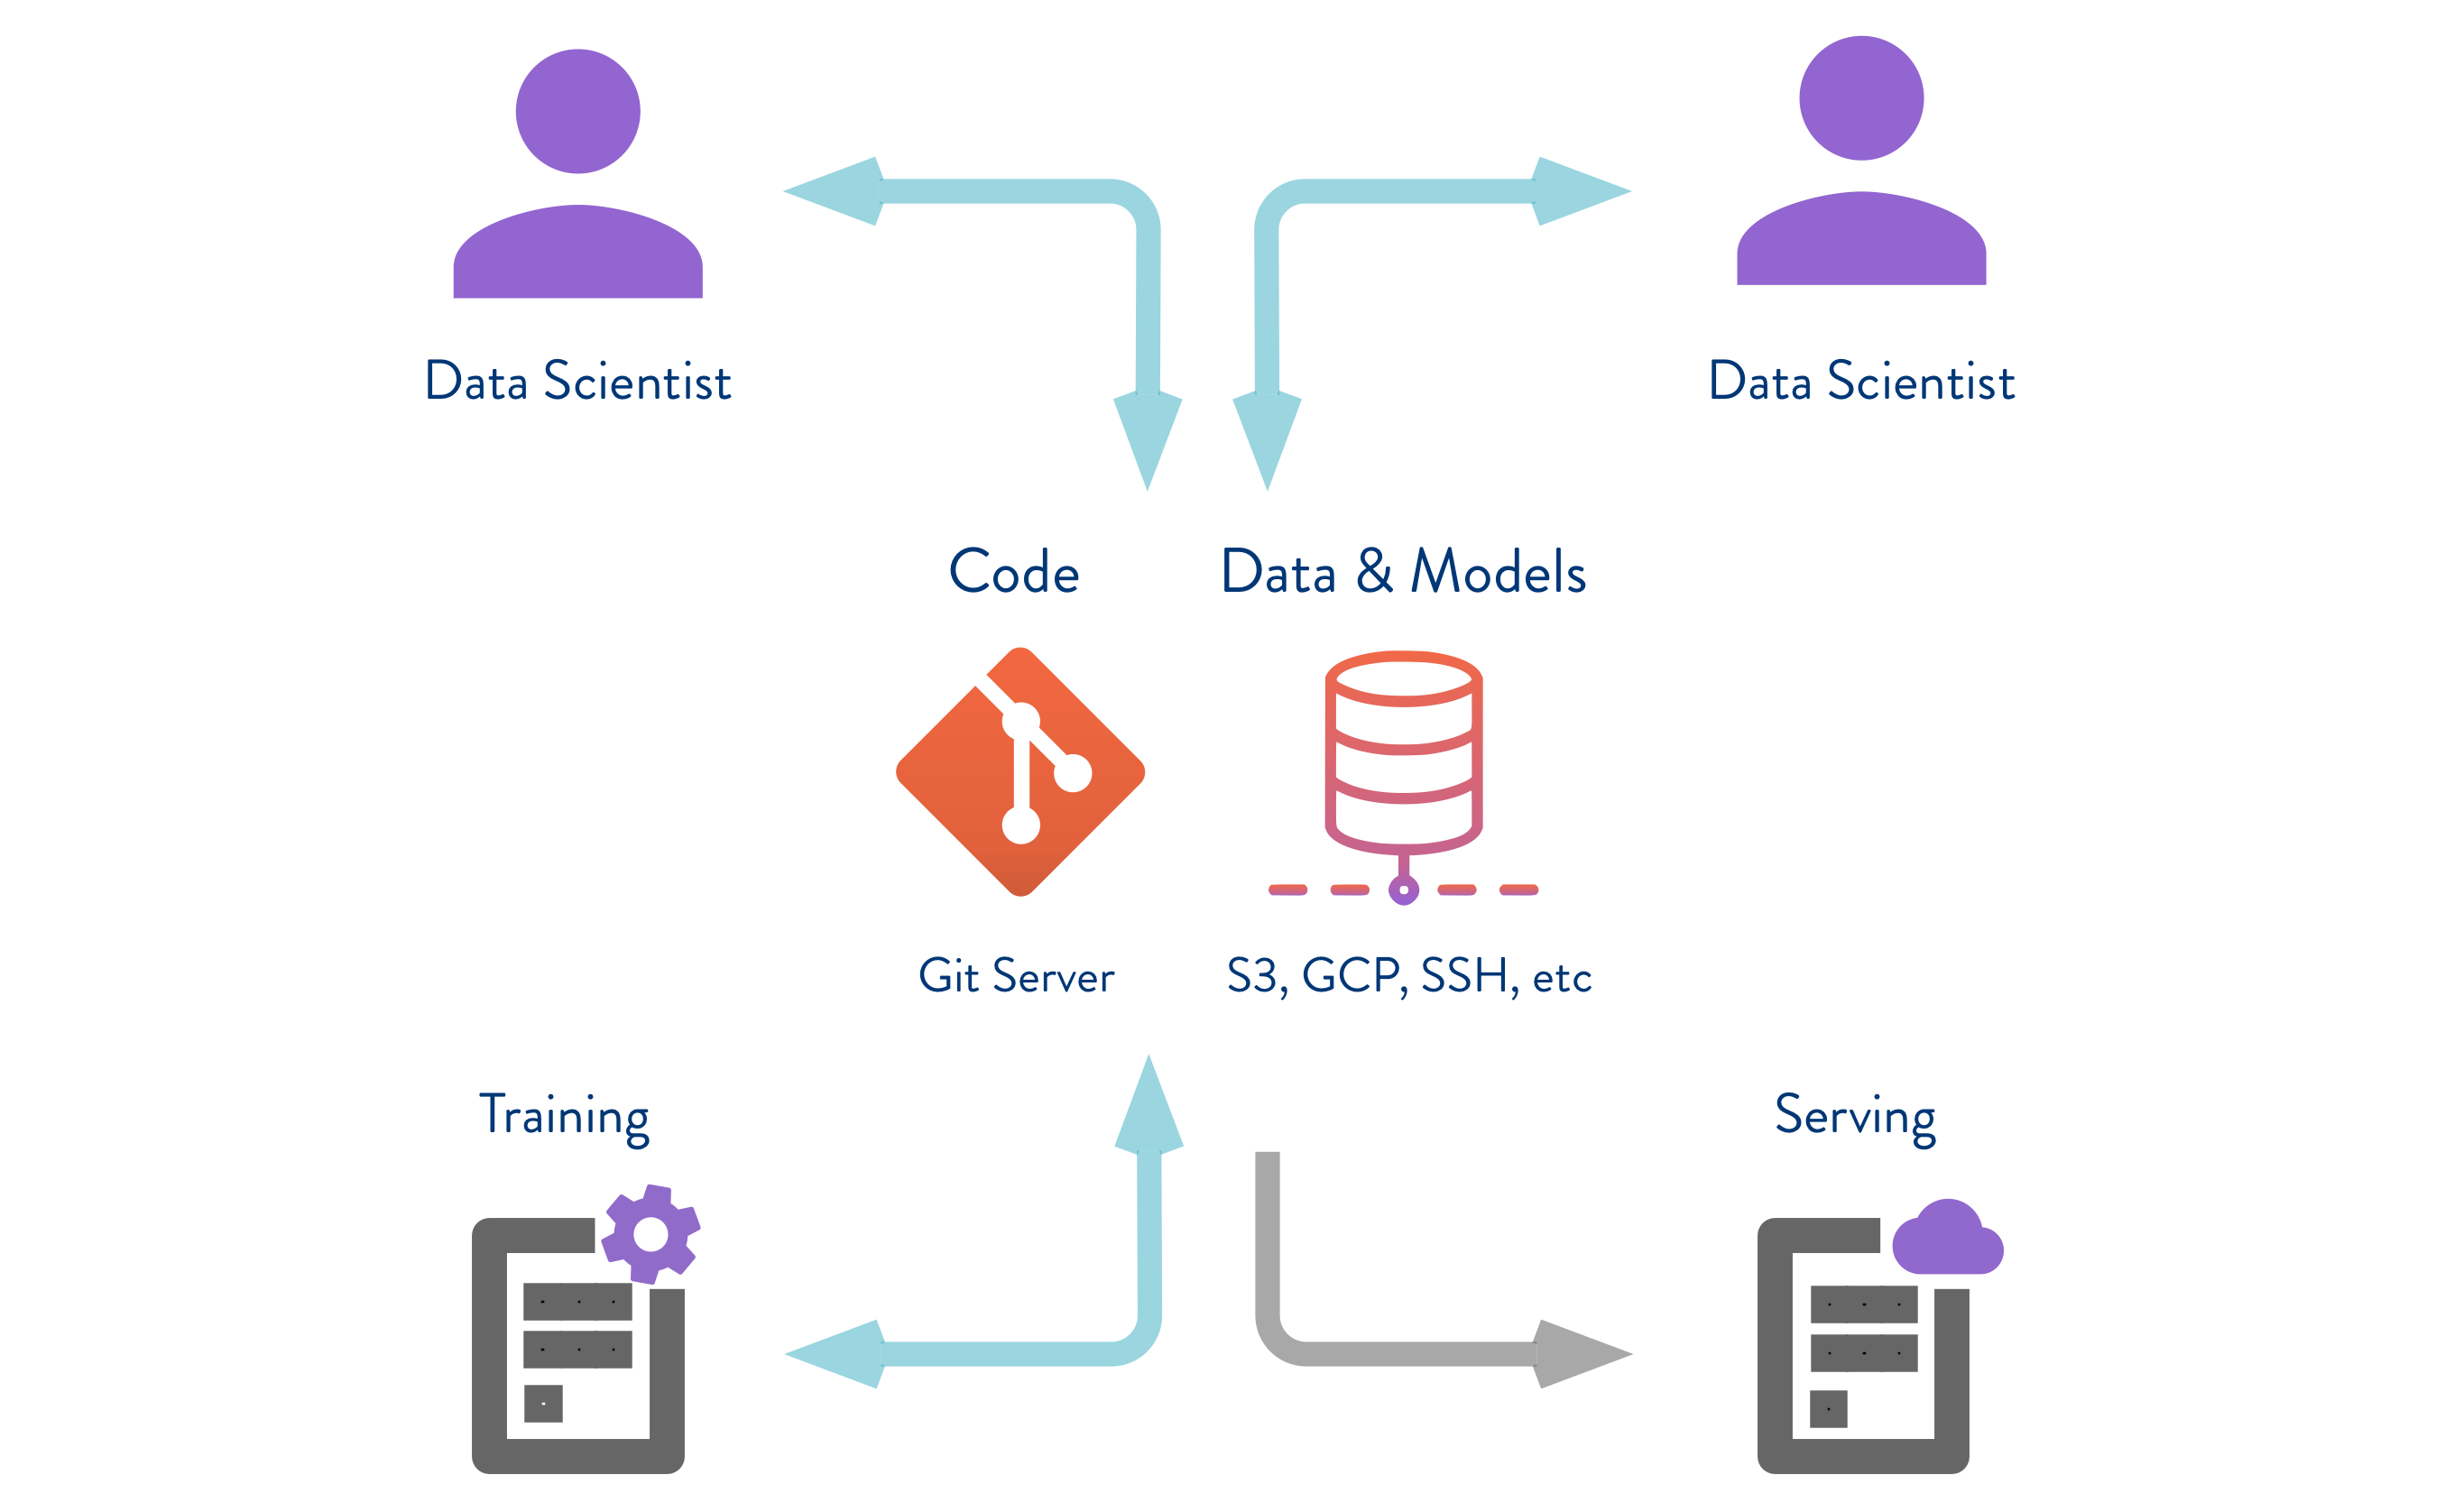 Data Scientist
Data Scientist
Code
Data & Models
Git Server
S3, GCP, SSH, etc
Training
Serving